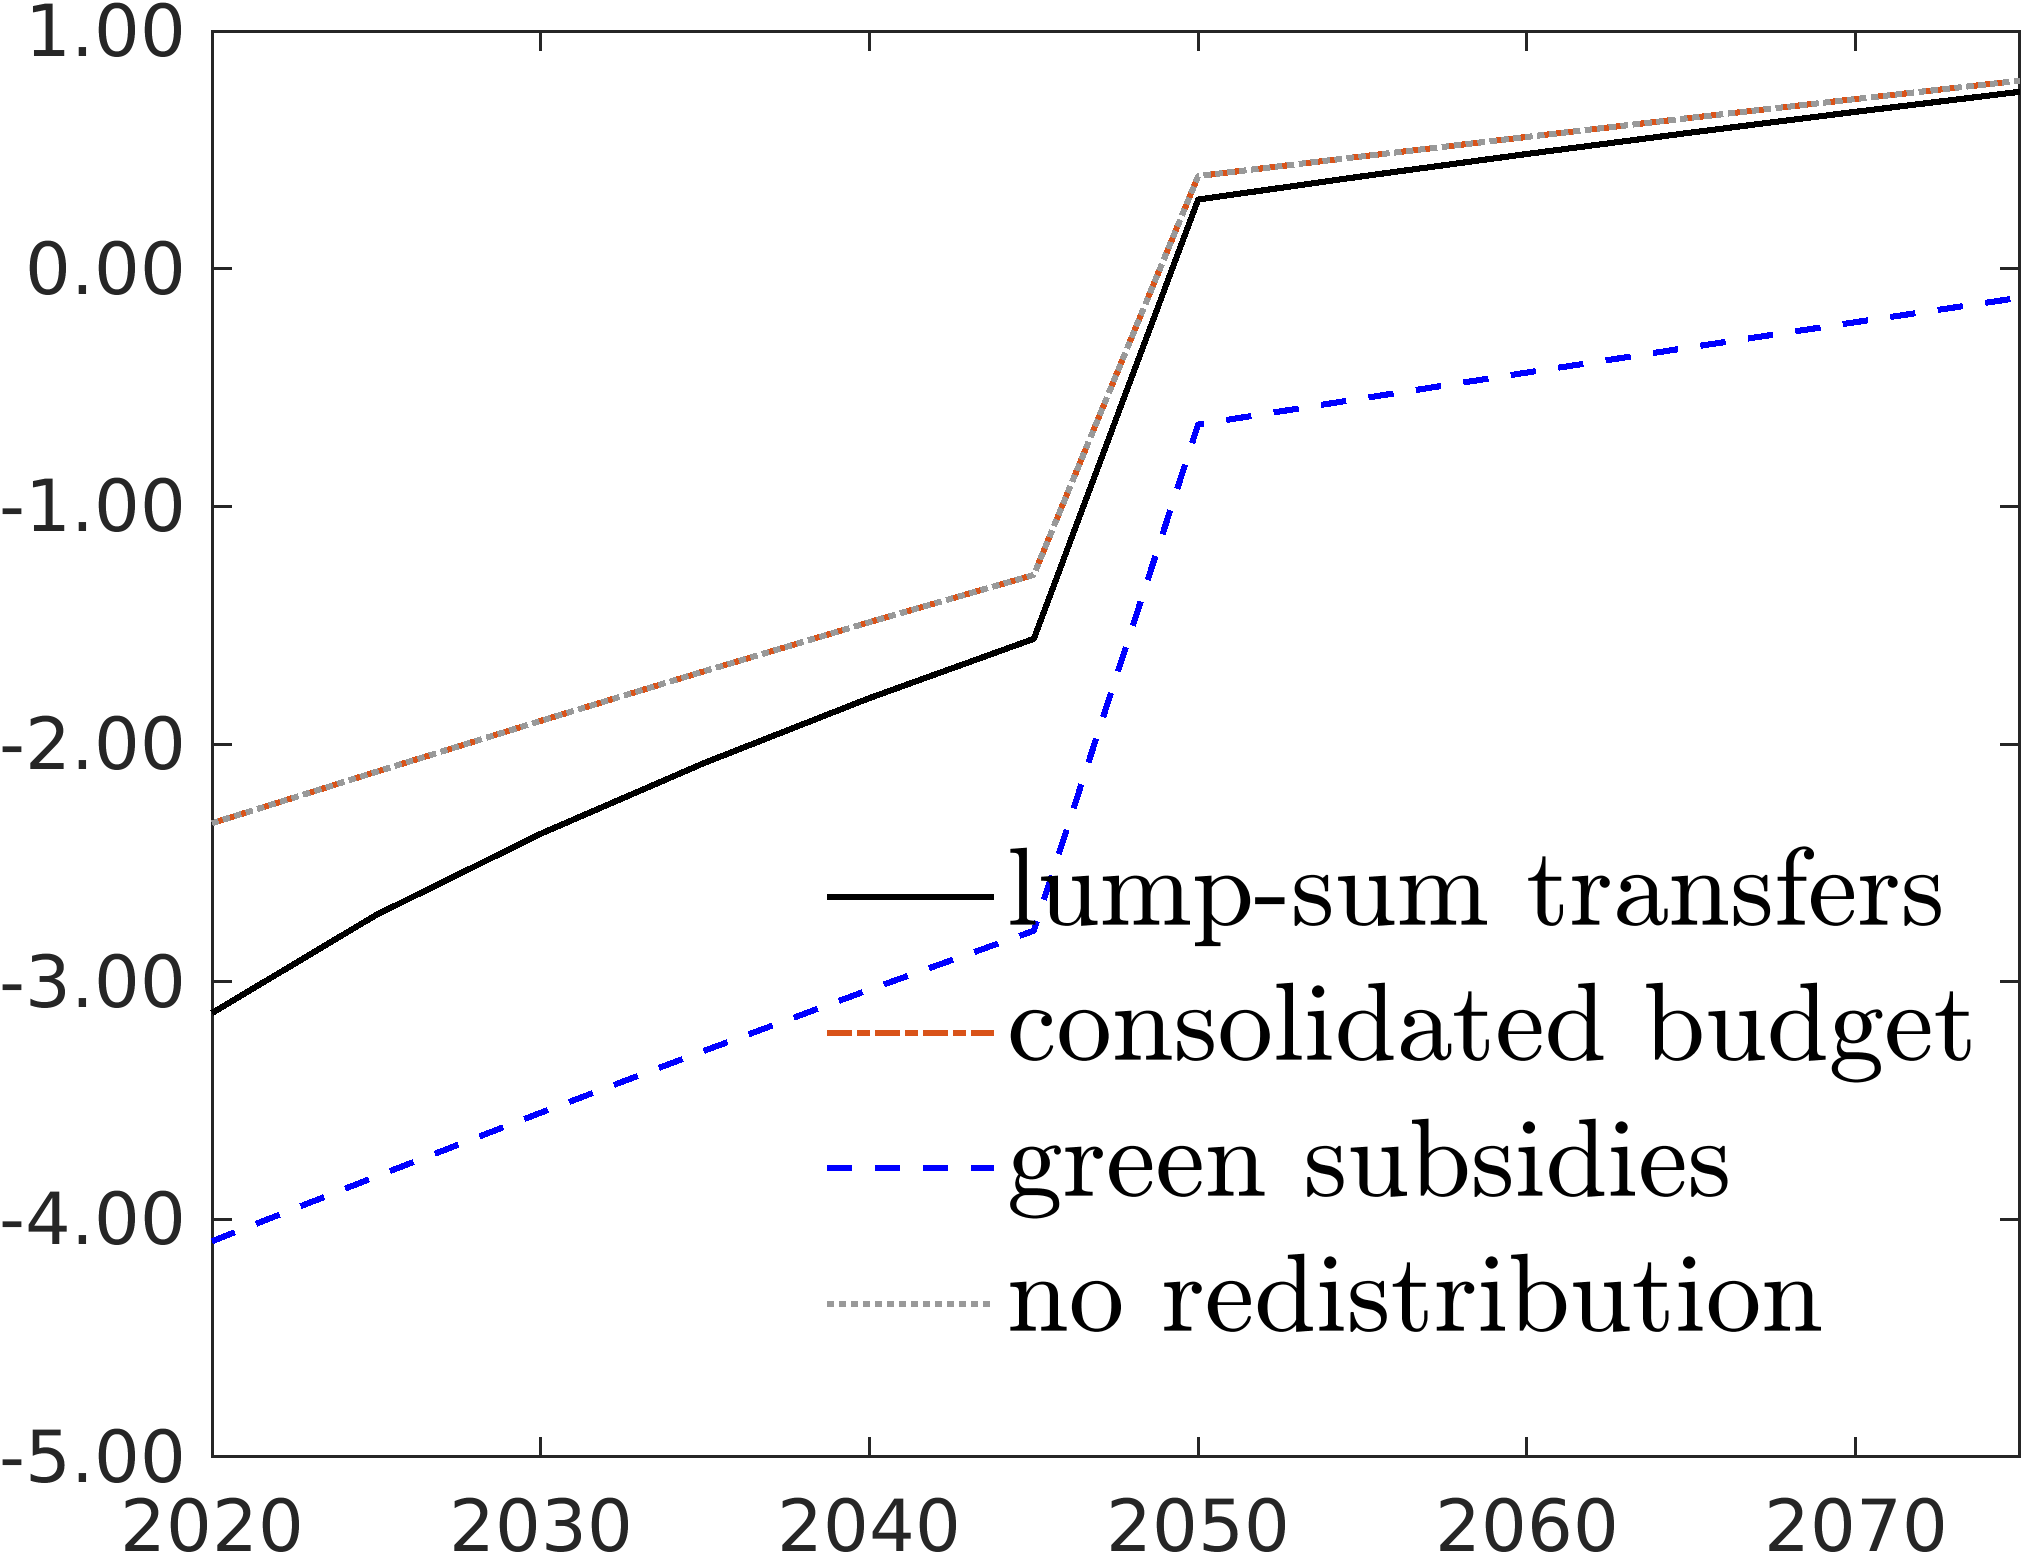 1.00
0.00
-1.00
-2.00
-3.00
-4.00
-5.00
lump-sum transfers
consolidated budget
green subsidies
no redistribution
2020 2030 2040 2050 2060 2070